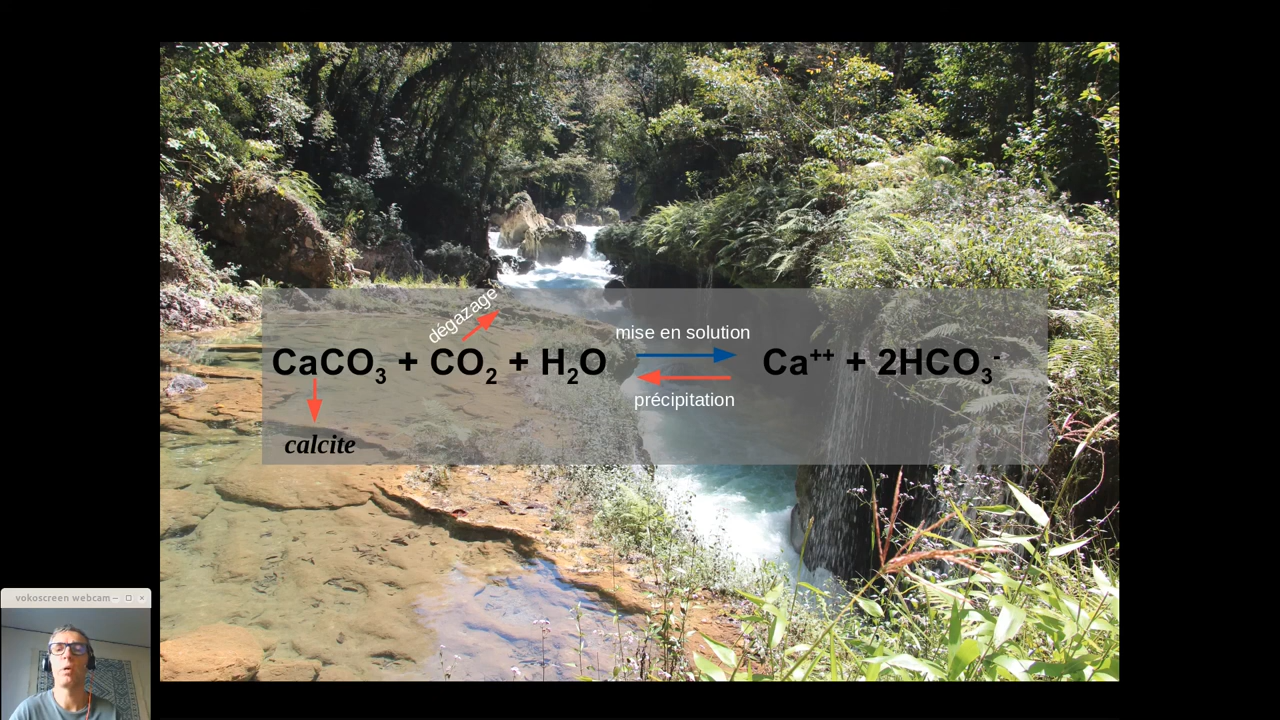 dégazage
mise en solution
CaCO₃ + CO₂ + H₂O Ca⁺⁺ + 2HCO₃⁻
précipitation
calcite
vokoscreen webcam